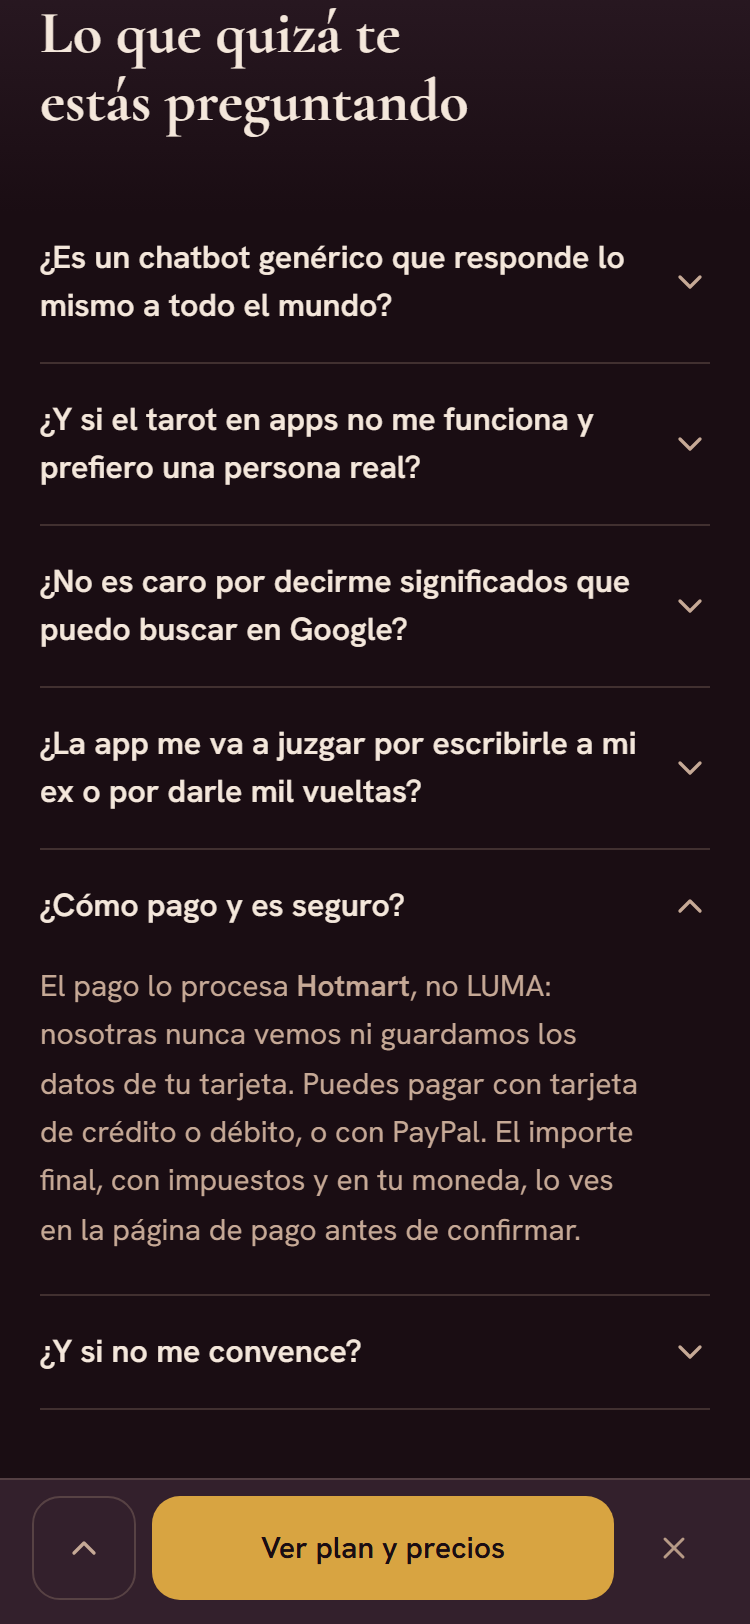 Lo que quizá te
estás preguntando
¿Es un chatbot genérico que responde lo
mismo a todo el mundo?
¿Y si el tarot en apps no me funciona y
prefiero una persona real?
¿No es caro por decirme significados que
puedo buscar en Google?
¿La app me va a juzgar por escribirle a mi
ex o por darle mil vueltas?
¿Cómo pago y es seguro?
El pago lo procesa Hotmart, no LUMA:
nosotras nunca vemos ni guardamos los
datos de tu tarjeta. Puedes pagar con tarjeta
de crédito o débito, o con PayPal. El importe
final, con impuestos y en tu moneda, lo ves
en la página de pago antes de confirmar.
¿Y si no me convence?
Ver plan y precios